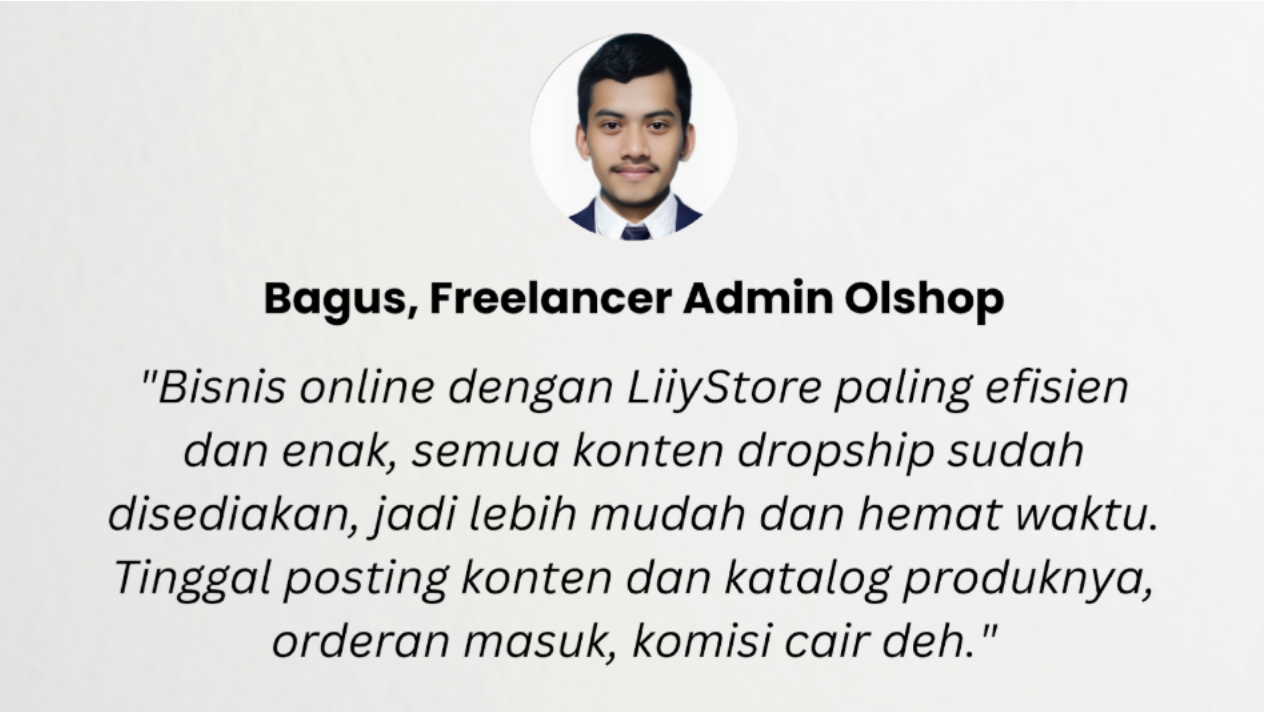 Bagus, Freelancer Admin Olshop
"Bisnis online dengan LiiyStore paling efisien
dan enak, semua konten dropship sudah
disediakan, jadi lebih mudah dan hemat waktu.
Tinggal posting konten dan katalog produknya,
orderan masuk, komisi cair deh."